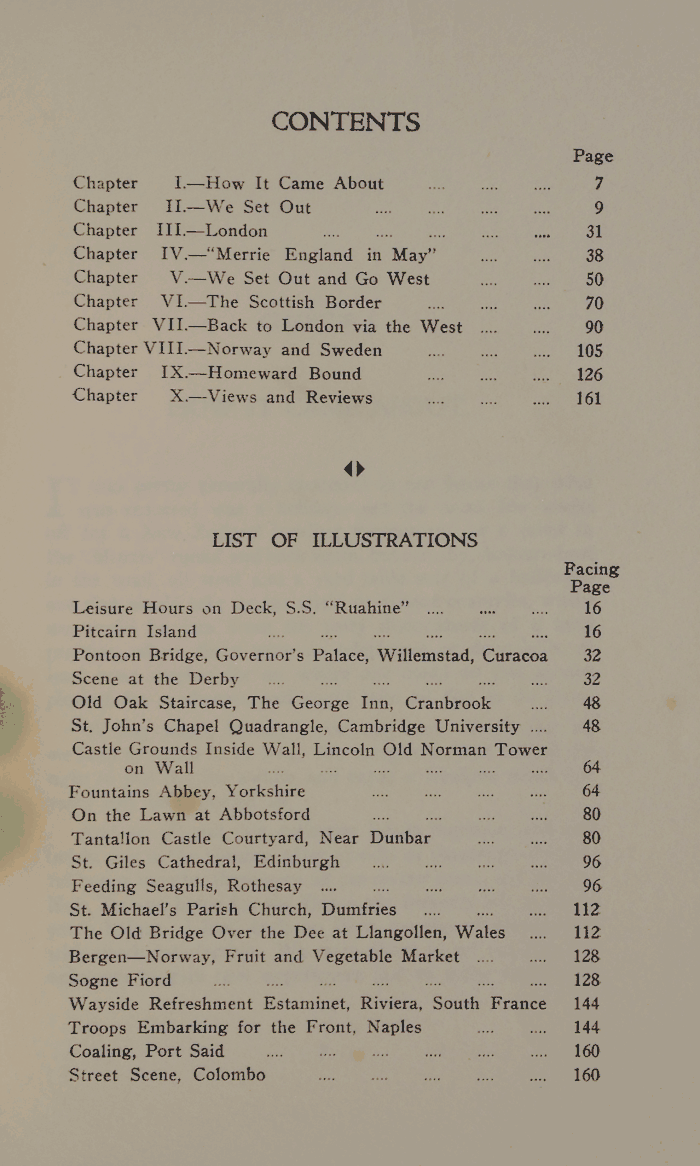 CONTENTS
Page
Chapter I.—How It Came About .... .... .... 7
Chapter II.—We Set Out .... .... .... .... 9
Chapter III.—London .... .... .... .... .... 31
Chapter IV.—“Merrie England in May” .... .... 38
Chapter V.—We Set Out and Go West .... .... 50
Chapter VI.—The Scottish Border .... .... .... 70
Chapter VII.—Back to London via the West .... .... 90
Chapter VIII.—Norway and Sweden .... .... .... 105
Chapter IX.—Homeward Bound .... .... .... 126
Chapter X.—Views and Reviews .... .... .... 161
LIST OF ILLUSTRATIONS
Facing
Page
Leisure Hours on Deck, S.S. “Ruahine” .... .... .... 16
Pitcairn Island .... .... .... .... .... .... 16
Pontoon Bridge, Governor’s Palace, Willemstad, Curacoa 32
Scene at the Derby .... .... .... .... .... .... 32
Old Oak Staircase, The George Inn, Cranbrook .... 48
St. John’s Chapel Quadrangle, Cambridge University .... 48
Castle Grounds Inside Wall, Lincoln Old Norman Tower
on Wall .... .... .... .... .... .... 64
Fountains Abbey, Yorkshire .... .... .... .... 64
On the Lawn at Abbotsford .... .... .... .... 80
Tantallon Castle Courtyard, Near Dunbar .... .... 80
St. Giles Cathedral, Edinburgh .... .... .... .... 96
Feeding Seagulls, Rothesay .... .... .... .... .... 96
St. Michael’s Parish Church, Dumfries .... .... .... 112
The Old Bridge Over the Dee at Llangollen, Wales .... 112
Bergen—Norway, Fruit and Vegetable Market .... .... 128
Sogne Fiord .... .... .... .... .... .... .... 128
Wayside Refreshment Estaminet, Riviera, South France 144
Troops Embarking for the Front, Naples .... .... 144
Coaling, Port Said .... .... .... .... .... .... 160
Street Scene, Colombo .... .... .... .... .... 160